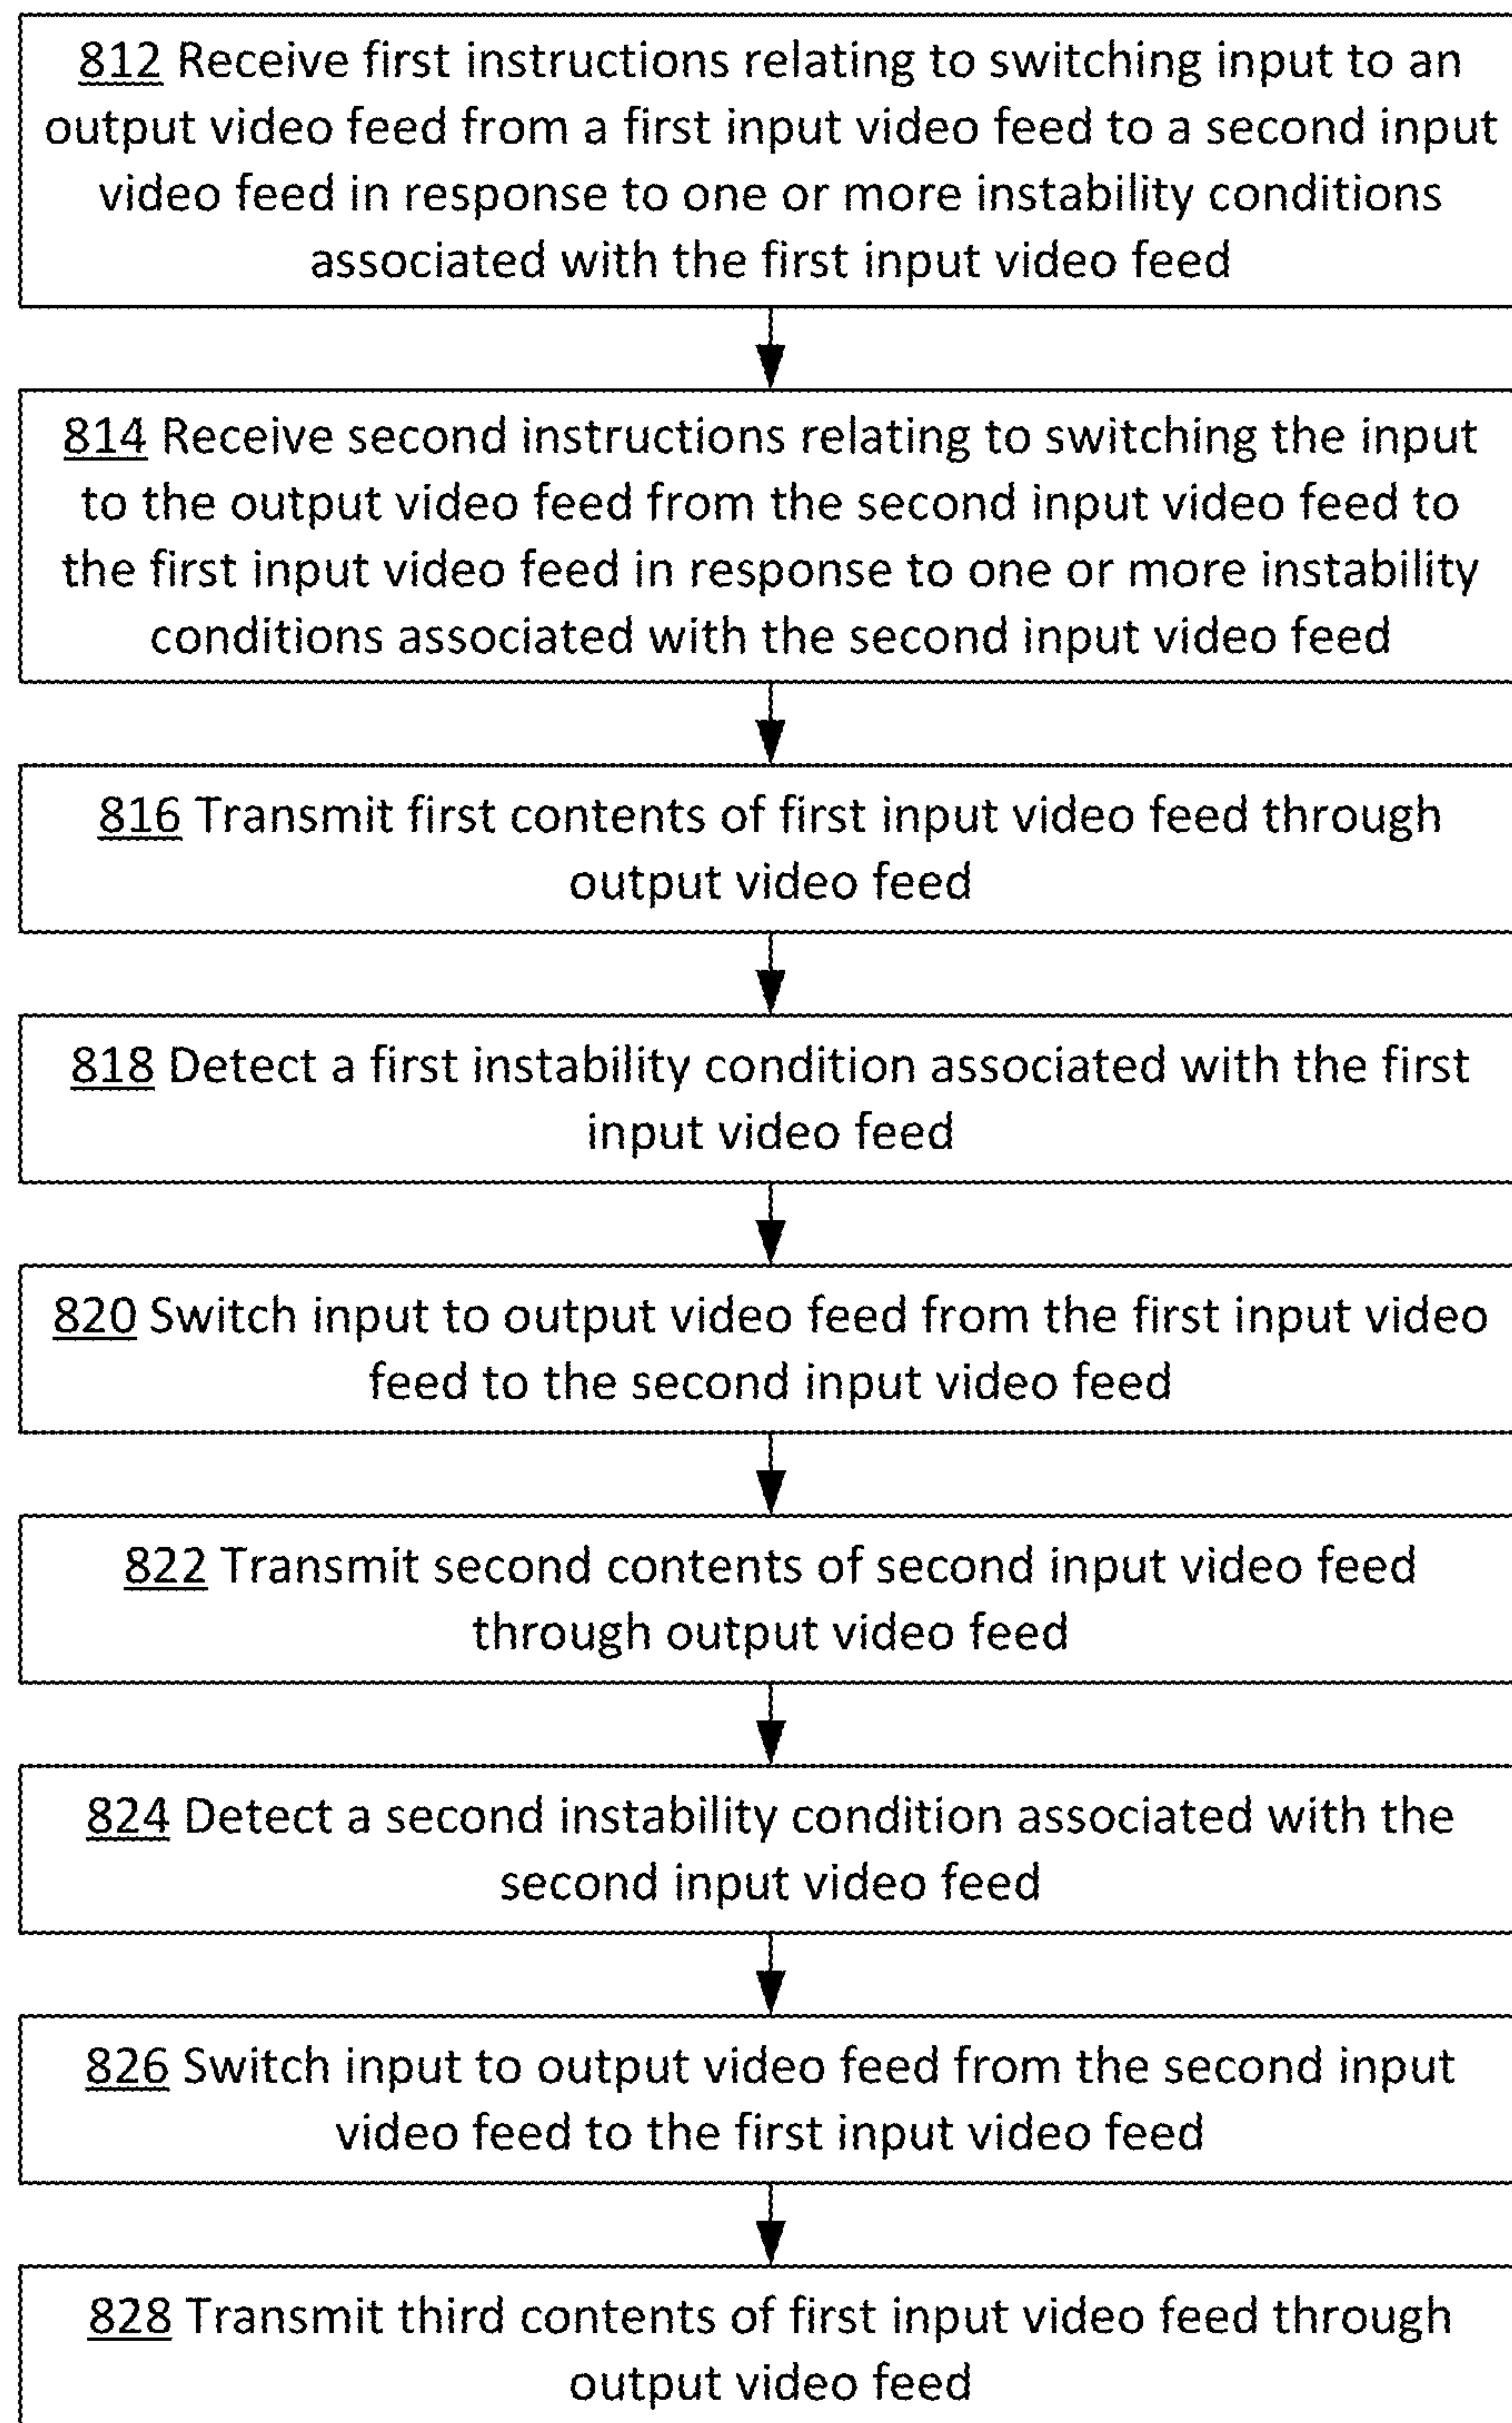 812 Receive first instructions relating to switching input to an
output video feed from a first input video feed to a second input
video feed in response to one or more instability conditions
associated with the first input video feed
814 Receive second instructions relating to switching the input
to the output video feed from the second input video feed to
the first input video feed in response to one or more instability
conditions associated with the second input video feed
816 Transmit first contents of first input video feed through
output video feed
818 Detect a first instability condition associated with the first
input video feed
820 Switch input to output video feed from the first input video
feed to the second input video feed
822 Transmit second contents of second input video feed
through output video feed
824 Detect a second instability condition associated with the
second input video feed
826 Switch input to output video feed from the second input
video feed to the first input video feed
828 Transmit third contents of first input video feed through
output video feed